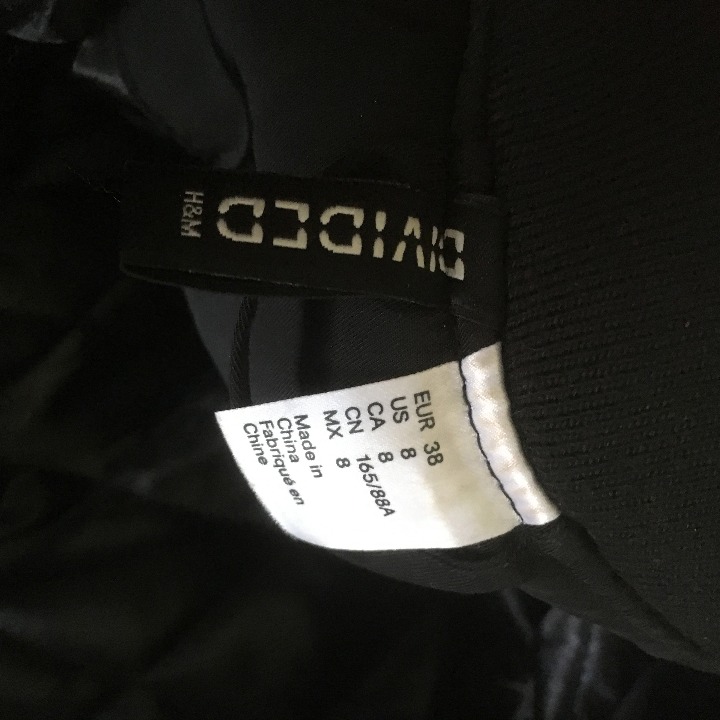 DIVIDED
H&M
EUR 38
US 8
CA 8
CN 165/88A
MX 8
Made in
China
Fabriqué en
Chine